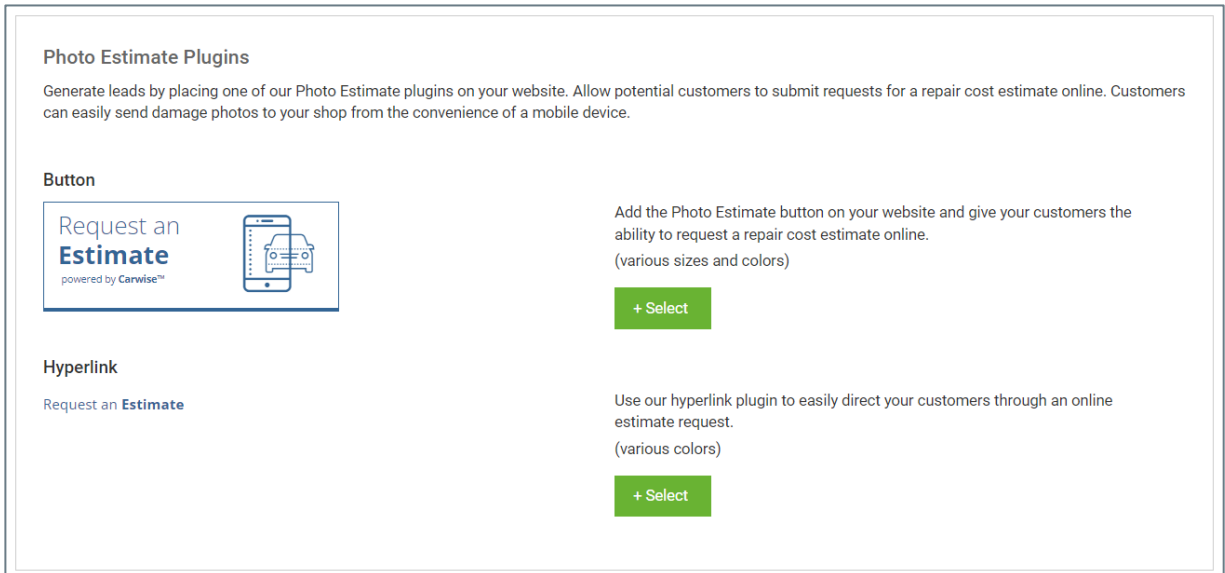 Photo Estimate Plugins
Generate leads by placing one of our Photo Estimate plugins on your website. Allow potential customers to submit requests for a repair cost estimate online. Customers
can easily send damage photos to your shop from the convenience of a mobile device.
Button
Request an
Estimate
powered by Carwise™
Add the Photo Estimate button on your website and give your customers the
ability to request a repair cost estimate online.
(various sizes and colors)
+ Select
Hyperlink
Request an Estimate
Use our hyperlink plugin to easily direct your customers through an online
estimate request.
(various colors)
+ Select